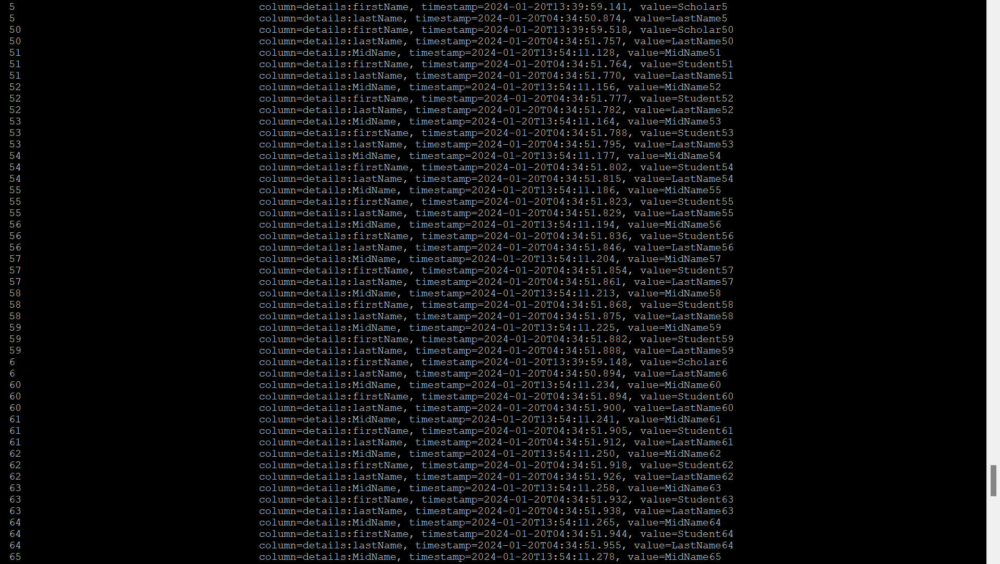 5 column=details:firstName, timestamp=2024-01-20T13:39:59.141, value=Scholar5
5 column=details:lastName, timestamp=2024-01-20T04:34:50.874, value=LastName5
50 column=details:firstName, timestamp=2024-01-20T13:39:59.518, value=Scholar50
50 column=details:lastName, timestamp=2024-01-20T04:34:51.757, value=LastName50
51 column=details:MidName, timestamp=2024-01-20T13:54:11.128, value=MidName51
51 column=details:firstName, timestamp=2024-01-20T04:34:51.764, value=Student51
51 column=details:lastName, timestamp=2024-01-20T04:34:51.770, value=LastName51
52 column=details:MidName, timestamp=2024-01-20T13:54:11.156, value=MidName52
52 column=details:firstName, timestamp=2024-01-20T04:34:51.777, value=Student52
52 column=details:lastName, timestamp=2024-01-20T04:34:51.782, value=LastName52
53 column=details:MidName, timestamp=2024-01-20T13:54:11.164, value=MidName53
53 column=details:firstName, timestamp=2024-01-20T04:34:51.788, value=Student53
53 column=details:lastName, timestamp=2024-01-20T04:34:51.795, value=LastName53
54 column=details:MidName, timestamp=2024-01-20T13:54:11.177, value=MidName54
54 column=details:firstName, timestamp=2024-01-20T04:34:51.802, value=Student54
54 column=details:lastName, timestamp=2024-01-20T04:34:51.815, value=LastName54
55 column=details:MidName, timestamp=2024-01-20T13:54:11.186, value=MidName55
55 column=details:firstName, timestamp=2024-01-20T04:34:51.823, value=Student55
55 column=details:lastName, timestamp=2024-01-20T04:34:51.829, value=LastName55
56 column=details:MidName, timestamp=2024-01-20T13:54:11.194, value=MidName56
56 column=details:firstName, timestamp=2024-01-20T04:34:51.836, value=Student56
56 column=details:lastName, timestamp=2024-01-20T04:34:51.846, value=LastName56
57 column=details:MidName, timestamp=2024-01-20T13:54:11.204, value=MidName57
57 column=details:firstName, timestamp=2024-01-20T04:34:51.854, value=Student57
57 column=details:lastName, timestamp=2024-01-20T04:34:51.861, value=LastName57
58 column=details:MidName, timestamp=2024-01-20T13:54:11.213, value=MidName58
58 column=details:firstName, timestamp=2024-01-20T04:34:51.868, value=Student58
58 column=details:lastName, timestamp=2024-01-20T04:34:51.875, value=LastName58
59 column=details:MidName, timestamp=2024-01-20T13:54:11.225, value=MidName59
59 column=details:firstName, timestamp=2024-01-20T04:34:51.882, value=Student59
59 column=details:lastName, timestamp=2024-01-20T04:34:51.888, value=LastName59
6 column=details:firstName, timestamp=2024-01-20T13:39:59.148, value=Scholar6
6 column=details:lastName, timestamp=2024-01-20T04:34:50.894, value=LastName6
60 column=details:MidName, timestamp=2024-01-20T13:54:11.234, value=MidName60
60 column=details:firstName, timestamp=2024-01-20T04:34:51.894, value=Student60
60 column=details:lastName, timestamp=2024-01-20T04:34:51.900, value=LastName60
61 column=details:MidName, timestamp=2024-01-20T13:54:11.241, value=MidName61
61 column=details:firstName, timestamp=2024-01-20T04:34:51.905, value=Student61
61 column=details:lastName, timestamp=2024-01-20T04:34:51.912, value=LastName61
62 column=details:MidName, timestamp=2024-01-20T13:54:11.250, value=MidName62
62 column=details:firstName, timestamp=2024-01-20T04:34:51.918, value=Student62
62 column=details:lastName, timestamp=2024-01-20T04:34:51.926, value=LastName62
63 column=details:MidName, timestamp=2024-01-20T13:54:11.258, value=MidName63
63 column=details:firstName, timestamp=2024-01-20T04:34:51.932, value=Student63
63 column=details:lastName, timestamp=2024-01-20T04:34:51.938, value=LastName63
64 column=details:MidName, timestamp=2024-01-20T13:54:11.265, value=MidName64
64 column=details:firstName, timestamp=2024-01-20T04:34:51.944, value=Student64
64 column=details:lastName, timestamp=2024-01-20T04:34:51.955, value=LastName64
65 column=details:MidName, timestamp=2024-01-20T13:54:11.278, value=MidName65